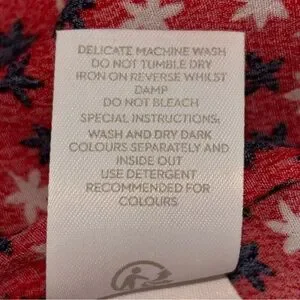 DELICATE MACHINE WASH
DO NOT TUMBLE DRY
IRON ON REVERSE WHILST
DAMP
DO NOT BLEACH
SPECIAL INSTRUCTIONS:
WASH AND DRY DARK
COLOURS SEPARATELY AND
INSIDE OUT
USE DETERGENT
RECOMMENDED FOR
COLOURS